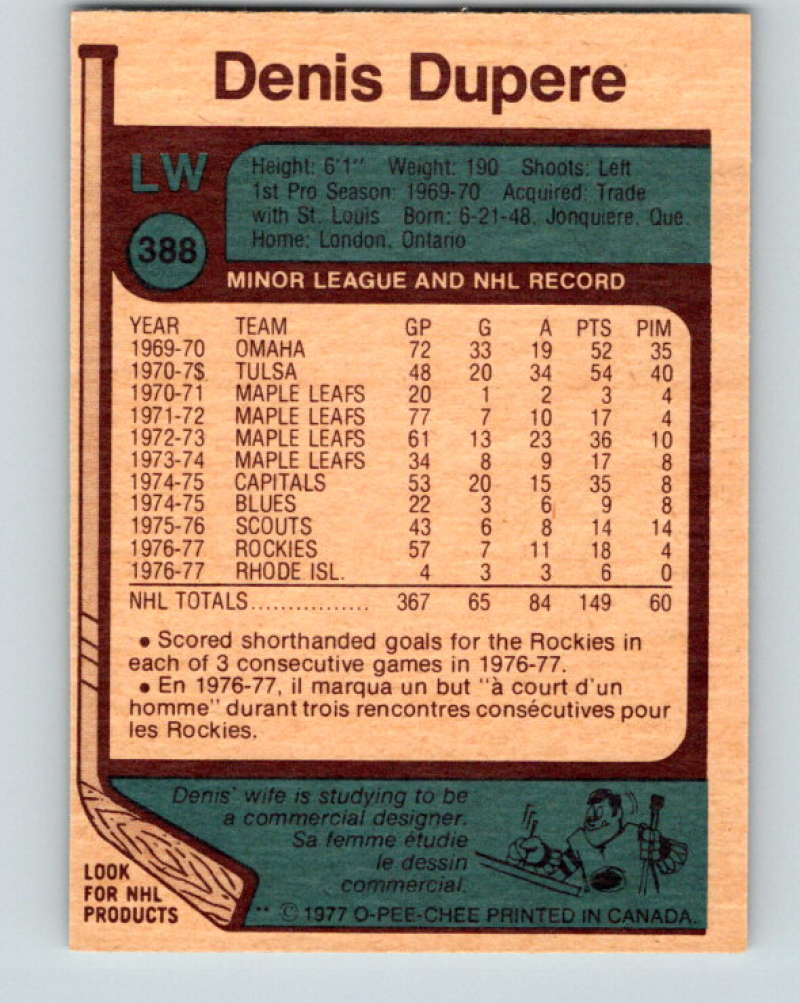 Denis Dupere
LW
388
Height: 6'1" Weight: 190 Shoots: Left
1st Pro Season: 1969-70 Acquired: Trade
with St. Louis Born: 6-21-48, Jonquiere, Que.
Home: London, Ontario
MINOR LEAGUE AND NHL RECORD
YEAR TEAM GP G A PTS PIM
1969-70 OMAHA 72 33 19 52 35
1970-7$ TULSA 48 20 34 54 40
1970-71 MAPLE LEAFS 20 1 2 3 4
1971-72 MAPLE LEAFS 77 7 10 17 4
1972-73 MAPLE LEAFS 61 13 23 36 10
1973-74 MAPLE LEAFS 34 8 9 17 8
1974-75 CAPITALS 53 20 15 35 8
1974-75 BLUES 22 3 6 9 8
1975-76 SCOUTS 43 6 8 14 14
1976-77 ROCKIES 57 7 11 18 4
1976-77 RHODE ISL. 4 3 3 6 0
NHL TOTALS................ 367 65 84 149 60
• Scored shorthanded goals for the Rockies in
each of 3 consecutive games in 1976-77.
• En 1976-77, il marqua un but "à court d'un
homme" durant trois rencontres consécutives pour
les Rockies.
Denis' wife is studying to be
a commercial designer.
Sa femme étudie
le dessin
commercial.
LOOK
FOR NHL
PRODUCTS
** © 1977 O-PEE-CHEE PRINTED IN CANADA.